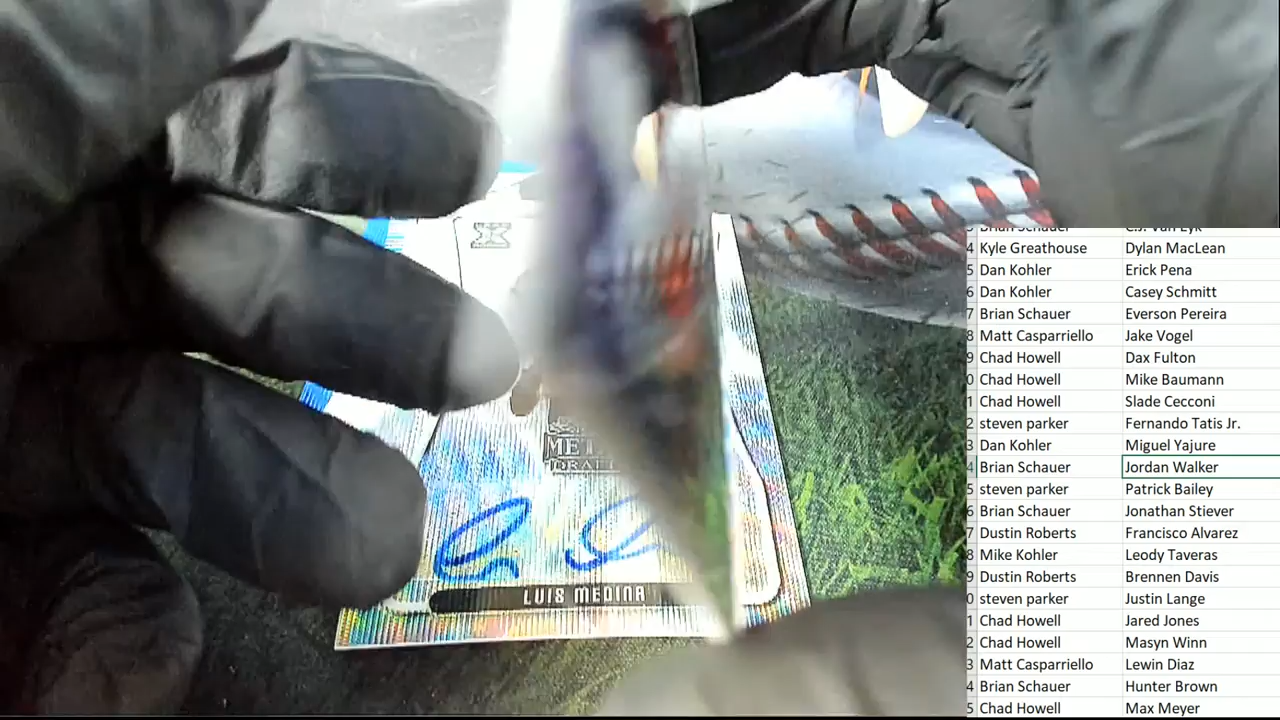 4 Kyle Greathouse Dylan MacLean
5 Dan Kohler Erick Pena
6 Dan Kohler Casey Schmitt
7 Brian Schauer Everson Pereira
8 Matt Casparriello Jake Vogel
9 Chad Howell Dax Fulton
0 Chad Howell Mike Baumann
1 Chad Howell Slade Cecconi
2 steven parker Fernando Tatis Jr.
3 Dan Kohler Miguel Yajure
4 Brian Schauer Jordan Walker
5 steven parker Patrick Bailey
6 Brian Schauer Jonathan Stiever
7 Dustin Roberts Francisco Alvarez
8 Mike Kohler Leody Taveras
9 Dustin Roberts Brennen Davis
0 steven parker Justin Lange
1 Chad Howell Jared Jones
2 Chad Howell Masyn Winn
3 Matt Casparriello Lewin Diaz
4 Brian Schauer Hunter Brown
5 Chad Howell Max Meyer
LUIS MEDINA